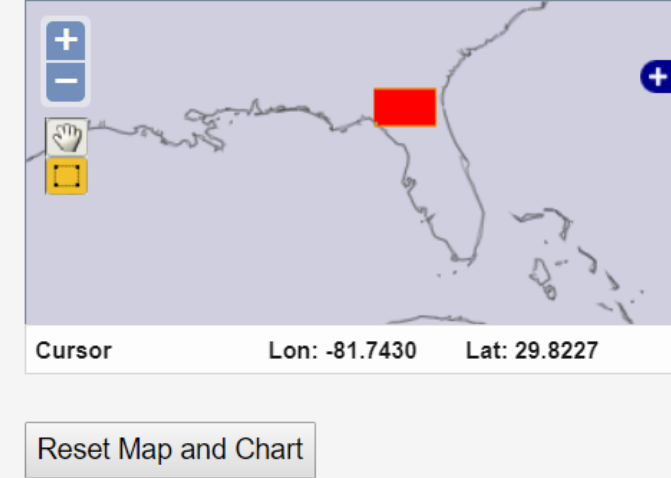 +
−
+
Cursor Lon: -81.7430 Lat: 29.8227
Reset Map and Chart